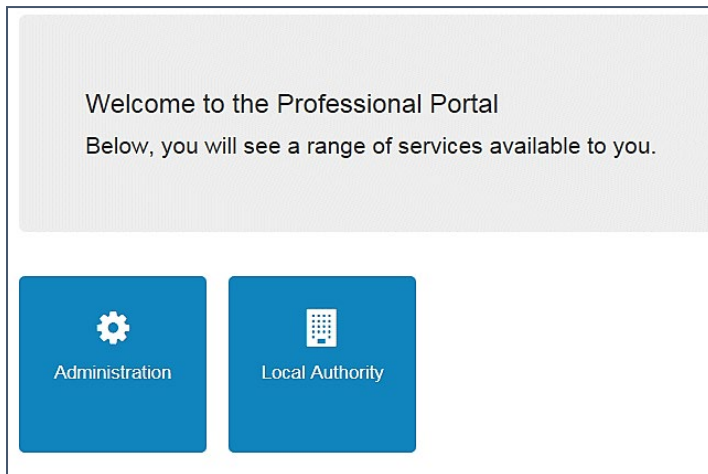 Welcome to the Professional Portal
Below, you will see a range of services available to you.
Administration
Local Authority